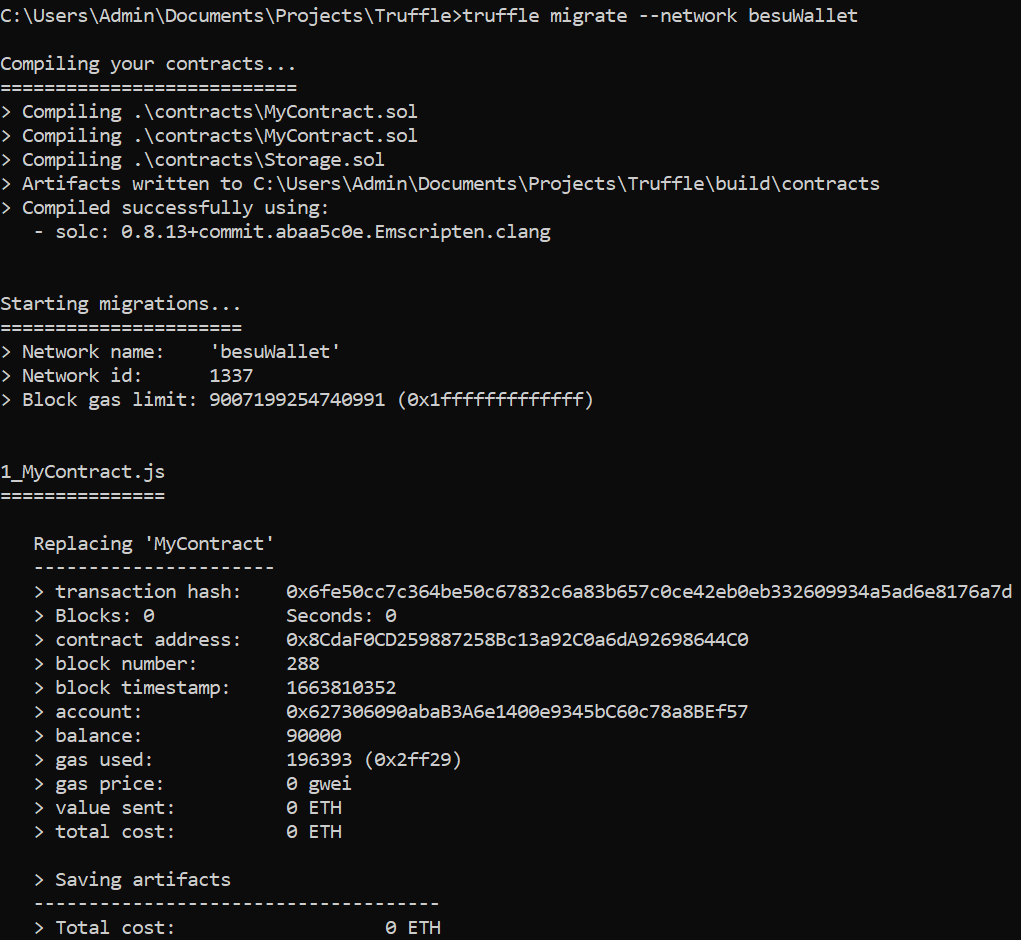 C:\Users\Admin\Documents\Projects\Truffle>truffle migrate --network besuWallet
Compiling your contracts...
===========================
> Compiling .\contracts\MyContract.sol
> Compiling .\contracts\MyContract.sol
> Compiling .\contracts\Storage.sol
> Artifacts written to C:\Users\Admin\Documents\Projects\Truffle\build\contracts
> Compiled successfully using:
   - solc: 0.8.13+commit.abaa5c0e.Emscripten.clang
Starting migrations...
======================
> Network name:    'besuWallet'
> Network id:      1337
> Block gas limit: 9007199254740991 (0x1fffffffffffff)
1_MyContract.js
===============
   Replacing 'MyContract'
   ----------------------
   > transaction hash:    0x6fe50cc7c364be50c67832c6a83b657c0ce42eb0eb332609934a5ad6e8176a7d
   > Blocks: 0            Seconds: 0
   > contract address:    0x8CdaF0CD259887258Bc13a92C0a6dA92698644C0
   > block number:        288
   > block timestamp:     1663810352
   > account:             0x627306090abaB3A6e1400e9345bC60c78a8BEf57
   > balance:             90000
   > gas used:            196393 (0x2ff29)
   > gas price:           0 gwei
   > value sent:          0 ETH
   > total cost:          0 ETH
   > Saving artifacts
   -------------------------------------
   > Total cost:                   0 ETH